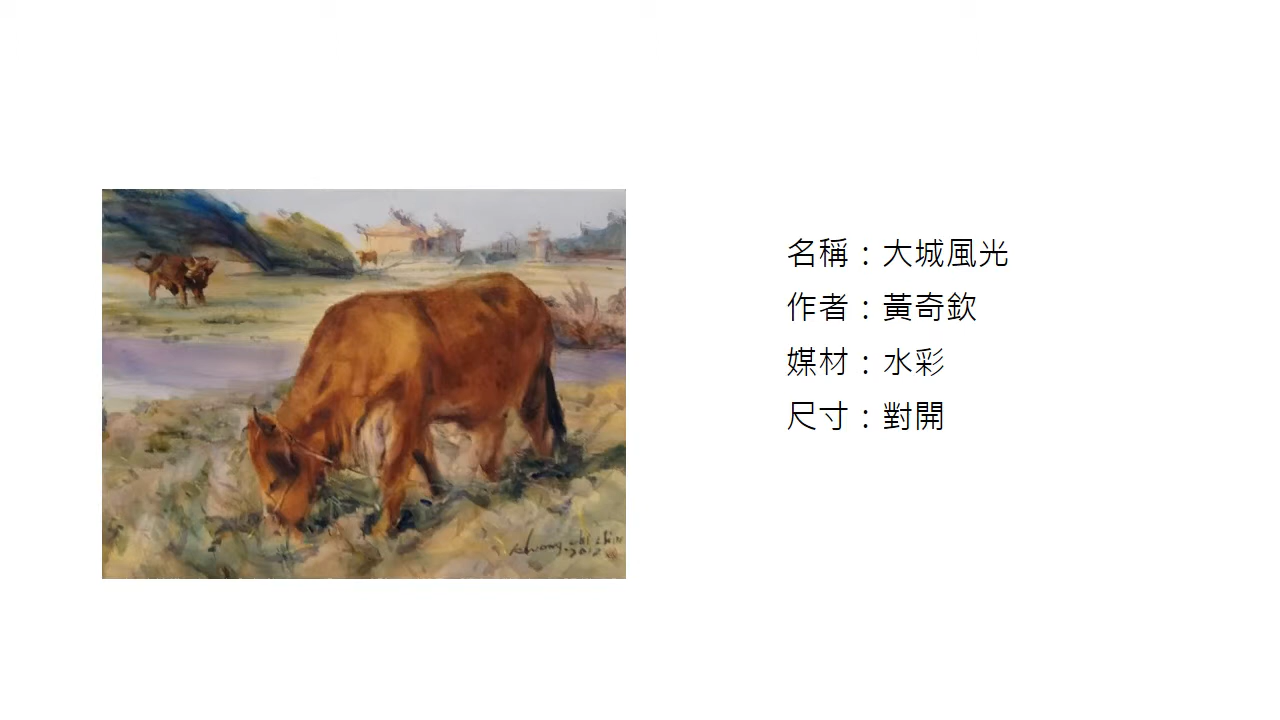 名稱：大城風光
作者：黃奇欽
媒材：水彩
尺寸：對開